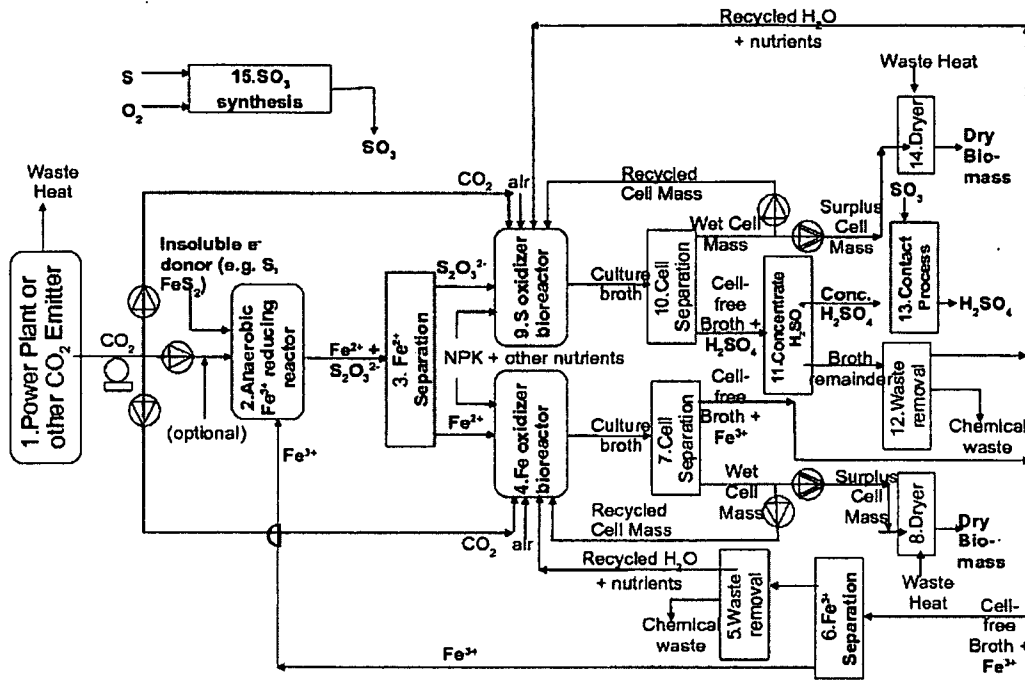 Recycled H₂O
+ nutrients
S
O₂
15.SO₃
synthesis
SO₃
Waste Heat
14.Dryer
Dry
Bio-
mass
Waste
Heat
CO₂
air
Recycled
Cell Mass
Wet Cell
Mass
Surplus
Cell
Mass
SO₃
Insoluble e⁻
donor (e.g. S,
FeS₂)
1.Power Plant or
other CO₂ Emitter
CO₂
(optional)
2.Anaerobic
Fe³⁺ reducing
reactor
Fe²⁺ +
S₂O₃²⁻
3. Fe²⁺
Separation
S₂O₃²⁻
9.S oxidizer
bioreactor
Culture
broth
10.Cell
Separation
Cell-
free
Broth +
H₂SO₄
11.Concentrate
H₂SO₄
Conc.
H₂SO₄
13.Contact
Process
H₂SO₄
NPK + other nutrients
Broth
remainder
12.Waste
removal
Chemical
waste
Fe²⁺
4.Fe oxidizer
bioreactor
Culture
broth
7.Cell
Separation
Cell-
free
Broth +
Fe³⁺
Wet
Cell
Mass
Surplus
Cell
Mass
8.Dryer
Dry
Bio-
mass
Waste
Heat
Fe³⁺
CO₂
air
Recycled
Cell Mass
Recycled H₂O
+ nutrients
5.Waste
removal
Chemical
waste
6.Fe³⁺
Separation
Cell-
free
Broth +
Fe³⁺
Fe³⁺